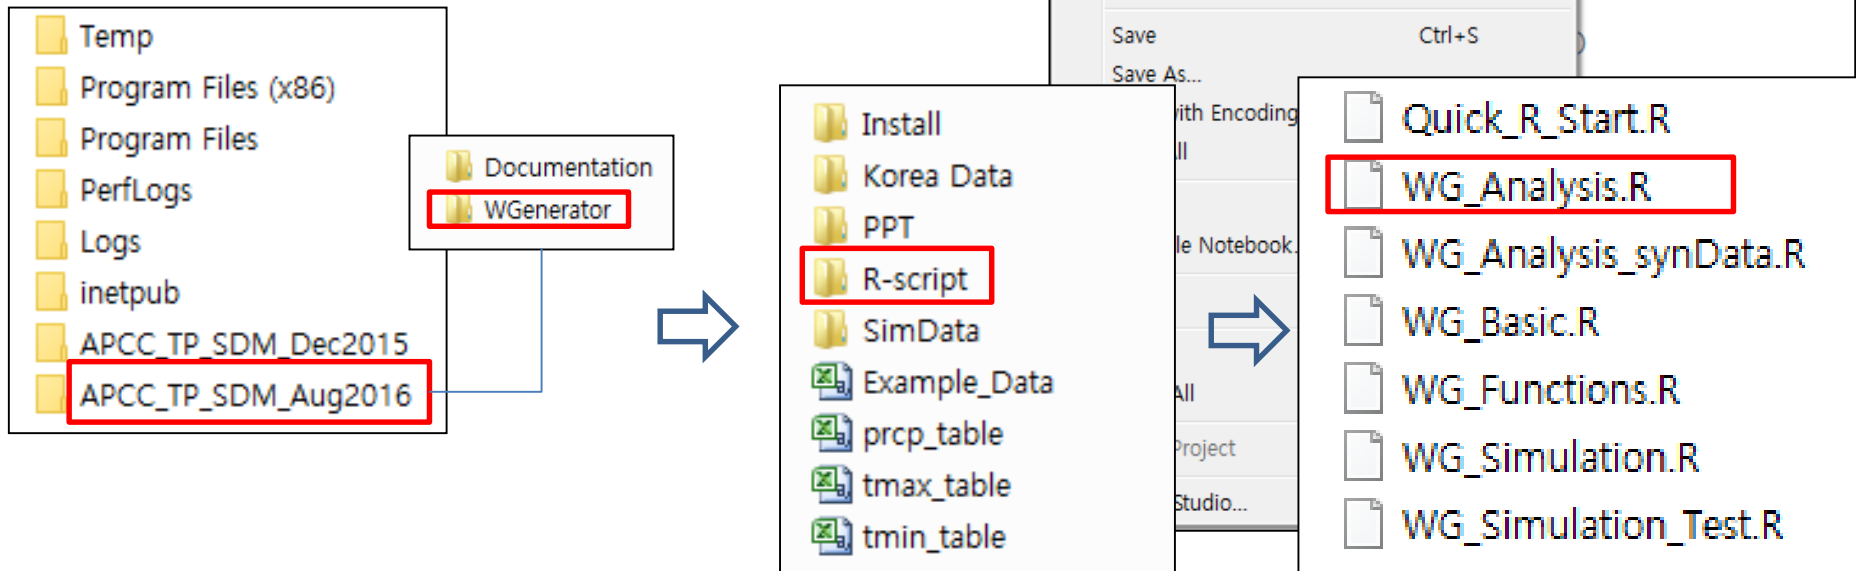 Temp
Program Files (x86)
Program Files
PerfLogs
Logs
inetpub
APCC_TP_SDM_Dec2015
APCC_TP_SDM_Aug2016
Documentation
WGenerator
Install
Korea Data
PPT
R-script
SimData
Example_Data
prcp_table
tmax_table
tmin_table
Save Ctrl+S
Save As...
with Encoding
All
le Notebook.
All
Project
Studio...
Quick_R_Start.R
WG_Analysis.R
WG_Analysis_synData.R
WG_Basic.R
WG_Functions.R
WG_Simulation.R
WG_Simulation_Test.R